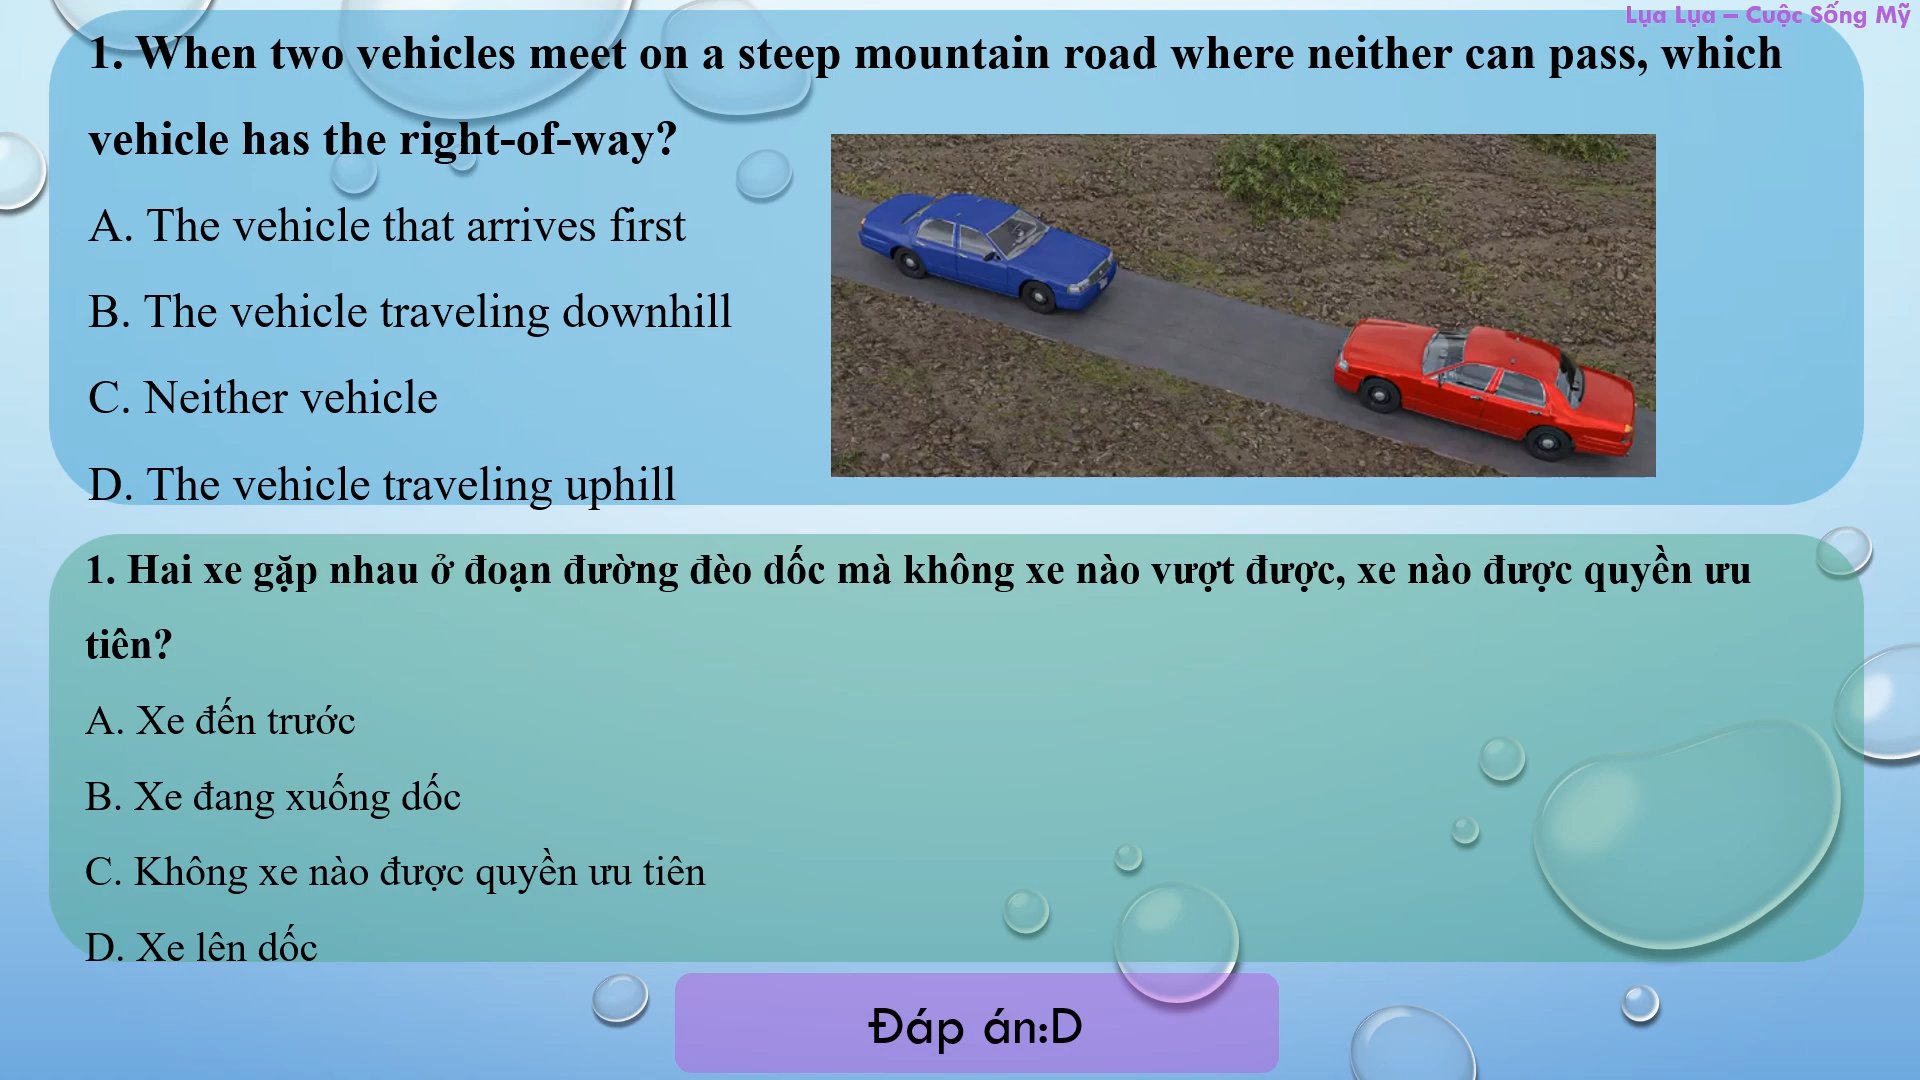 Lụa Lụa – Cuộc Sống Mỹ
1. When two vehicles meet on a steep mountain road where neither can pass, which
vehicle has the right-of-way?
A. The vehicle that arrives first
B. The vehicle traveling downhill
C. Neither vehicle
D. The vehicle traveling uphill
1. Hai xe gặp nhau ở đoạn đường đèo dốc mà không xe nào vượt được, xe nào được quyền ưu
tiên?
A. Xe đến trước
B. Xe đang xuống dốc
C. Không xe nào được quyền ưu tiên
D. Xe lên dốc
Đáp án:D